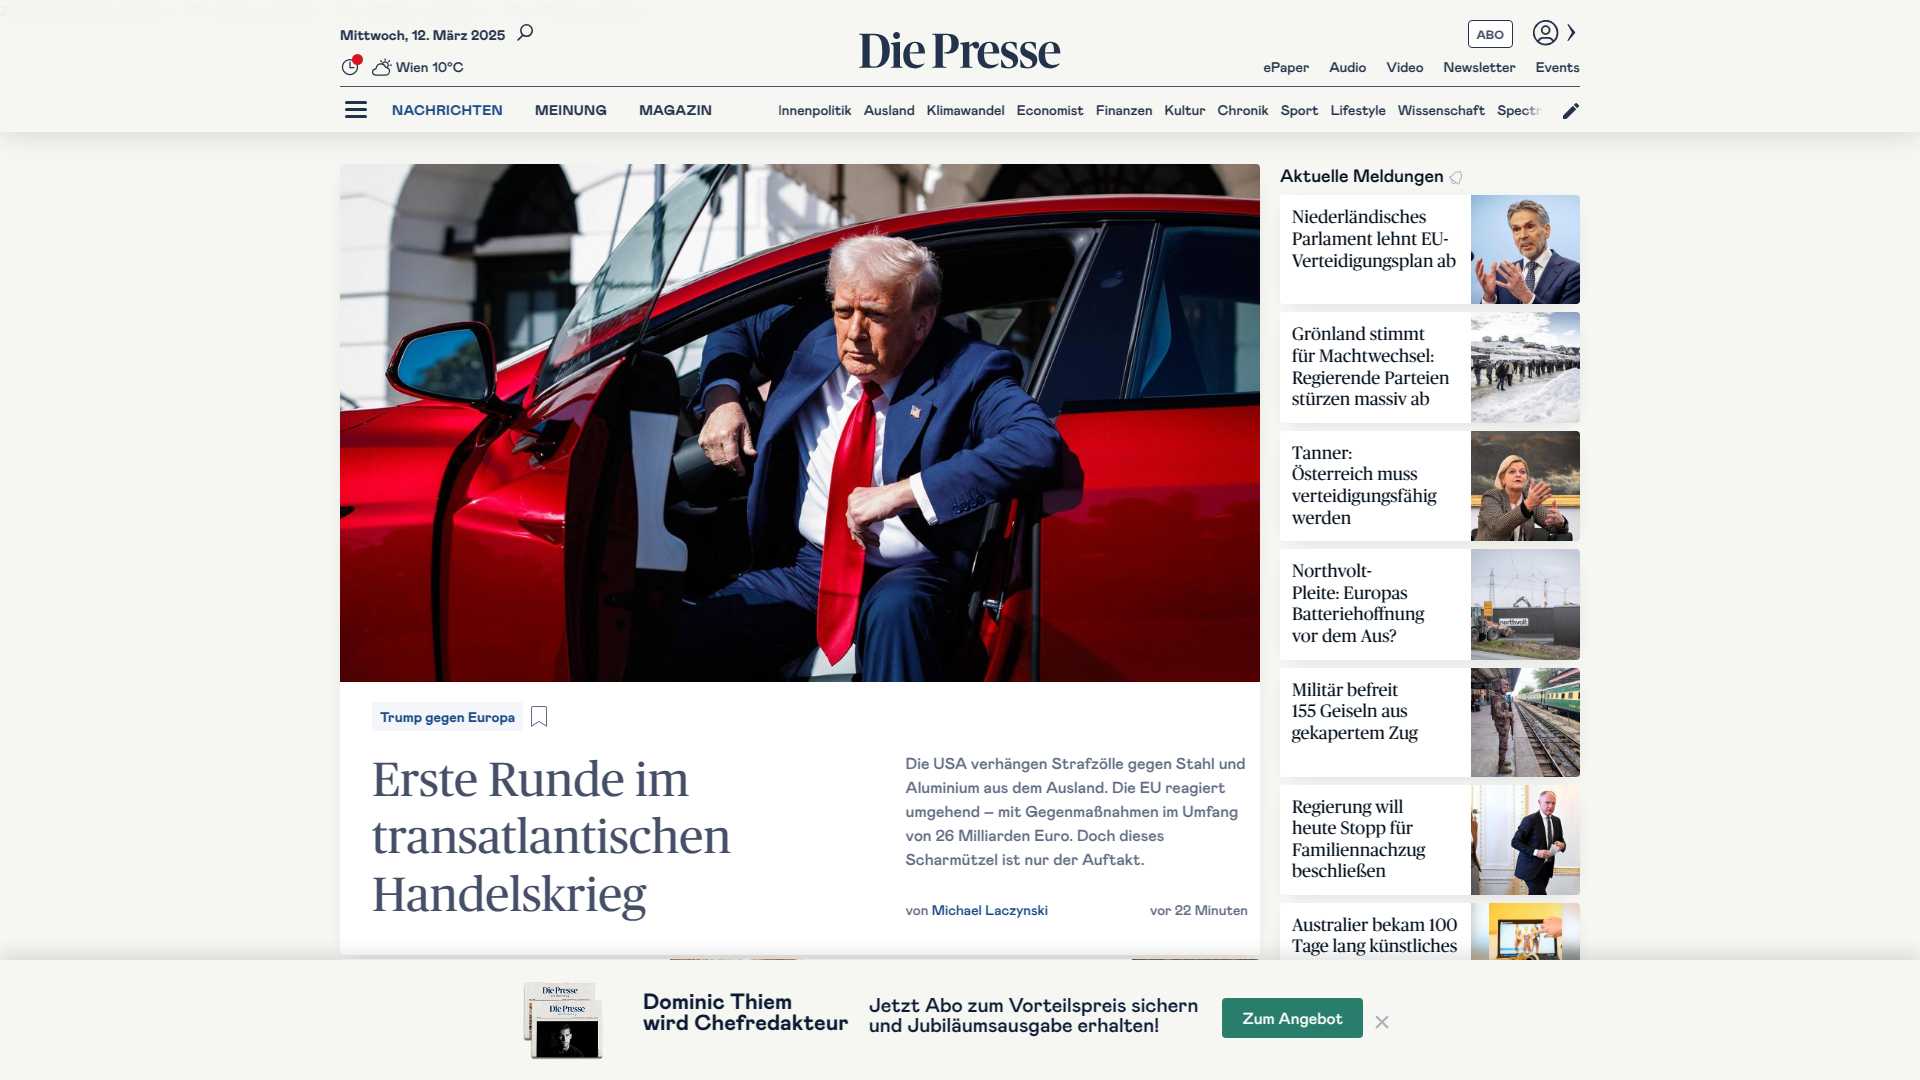 Mittwoch, 12. März 2025
Die Presse
ABO
Wien 10°C
ePaper Audio Video Newsletter Events
NACHRICHTEN MEINUNG MAGAZIN
Innenpolitik Ausland Klimawandel Economist Finanzen Kultur Chronik Sport Lifestyle Wissenschaft Spectr
Trump gegen Europa
Erste Runde im
transatlantischen
Handelskrieg
Die USA verhängen Strafzölle gegen Stahl und
Aluminium aus dem Ausland. Die EU reagiert
umgehend – mit Gegenmaßnahmen im Umfang
von 26 Milliarden Euro. Doch dieses
Scharmützel ist nur der Auftakt.
von Michael Laczynski
vor 22 Minuten
Aktuelle Meldungen
Niederländisches
Parlament lehnt EU-
Verteidigungsplan ab
Grönland stimmt
für Machtwechsel:
Regierende Parteien
stürzen massiv ab
Tanner:
Österreich muss
verteidigungsfähig
werden
Northvolt-
Pleite: Europas
Batteriehoffnung
vor dem Aus?
northvolt
Militär befreit
155 Geiseln aus
gekapertem Zug
Regierung will
heute Stopp für
Familiennachzug
beschließen
Australier bekam 100
Tage lang künstliches
Die Presse
Die Presse
Dominic Thiem
wird Chefredakteur
Jetzt Abo zum Vorteilspreis sichern
und Jubiläumsausgabe erhalten!
Zum Angebot